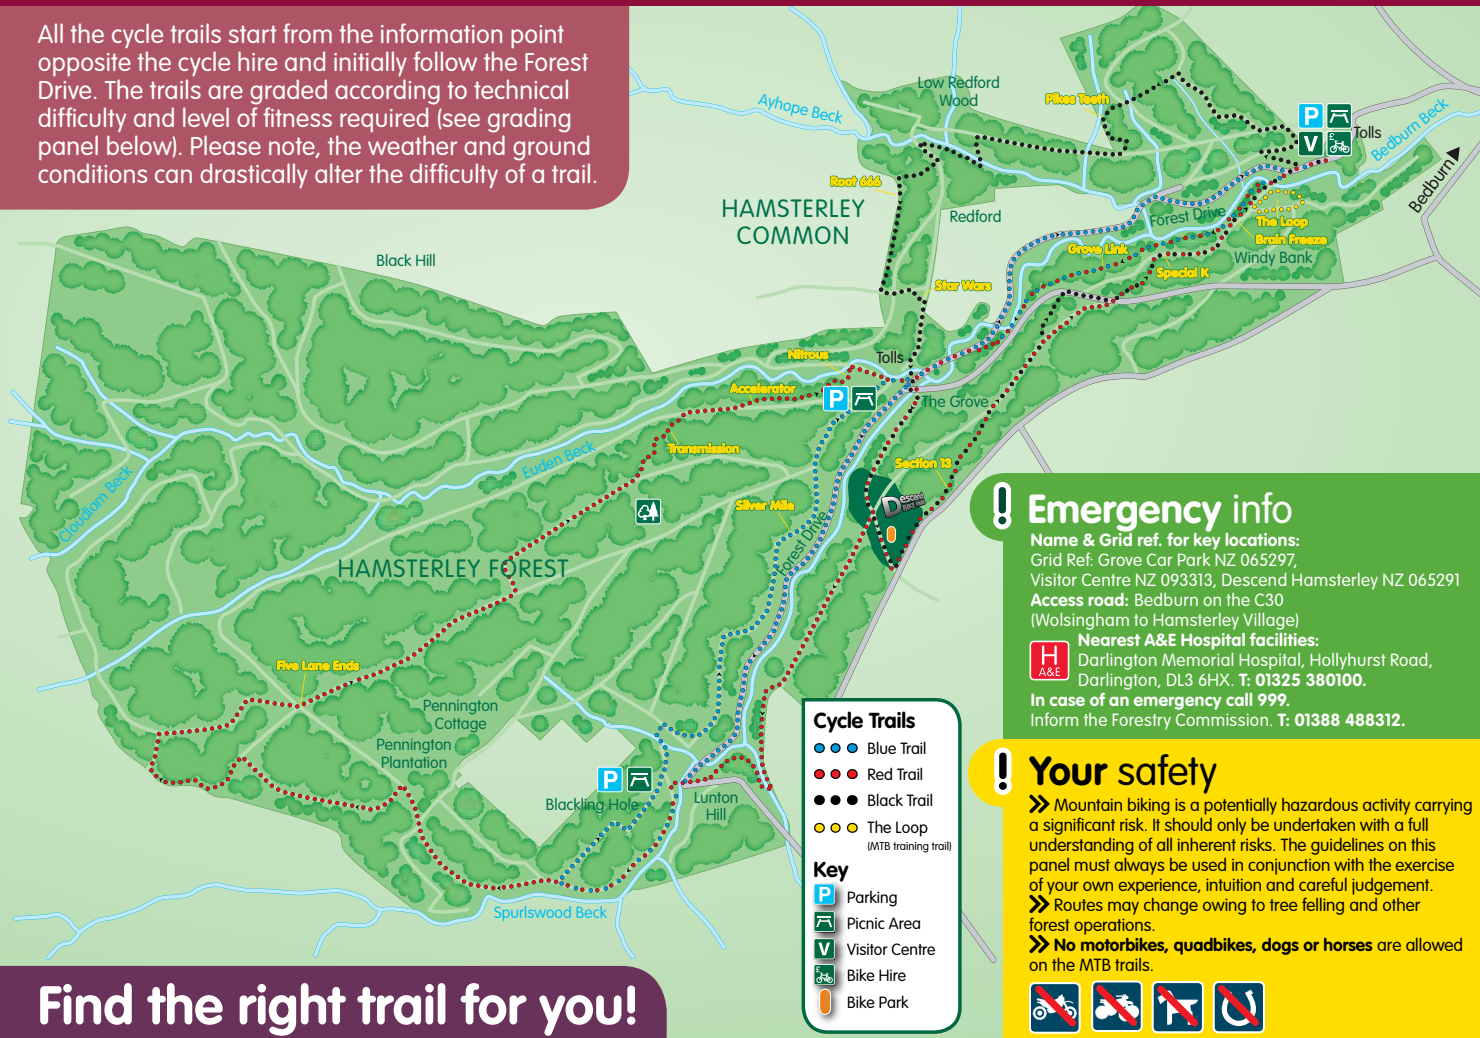 All the cycle trails start from the information point
opposite the cycle hire and initially follow the Forest
Drive. The trails are graded according to technical
difficulty and level of fitness required (see grading
panel below). Please note, the weather and ground
conditions can drastically alter the difficulty of a trail.
Low Redford
Wood
Ayhope Beck
Pikes Teeth
P
V
£
Tolls
Bedburn Beck
Bedburn
Root 666
HAMSTERLEY
COMMON
Redford
Forest Drive
The Loop
Brain Freeze
Grove Link
Windy Bank
Special K
Black Hill
Star Wars
Nitrous
Tolls
Accelerator
P
The Grove
Transmission
Euden Beck
Section 13
Cloudlam Beck
Silver Mile
Descend
BIKE PARK
Forest Drive
HAMSTERLEY FOREST
Five Lane Ends
Pennington
Cottage
Pennington
Plantation
P
Blackling Hole
Lunton
Hill
Spurlswood Beck
Cycle Trails
Blue Trail
Red Trail
Black Trail
The Loop
(MTB training trail)
Key
P Parking
Picnic Area
V Visitor Centre
£ Bike Hire
Bike Park
Emergency info
Name & Grid ref. for key locations:
Grid Ref: Grove Car Park NZ 065297,
Visitor Centre NZ 093313, Descend Hamsterley NZ 065291
Access road: Bedburn on the C30
(Wolsingham to Hamsterley Village)
H
A&E
Nearest A&E Hospital facilities:
Darlington Memorial Hospital, Hollyhurst Road,
Darlington, DL3 6HX. T: 01325 380100.
In case of an emergency call 999.
Inform the Forestry Commission. T: 01388 488312.
Your safety
Mountain biking is a potentially hazardous activity carrying
a significant risk. It should only be undertaken with a full
understanding of all inherent risks. The guidelines on this
panel must always be used in conjunction with the exercise
of your own experience, intuition and careful judgement.
Routes may change owing to tree felling and other
forest operations.
No motorbikes, quadbikes, dogs or horses are allowed
on the MTB trails.
Find the right trail for you!